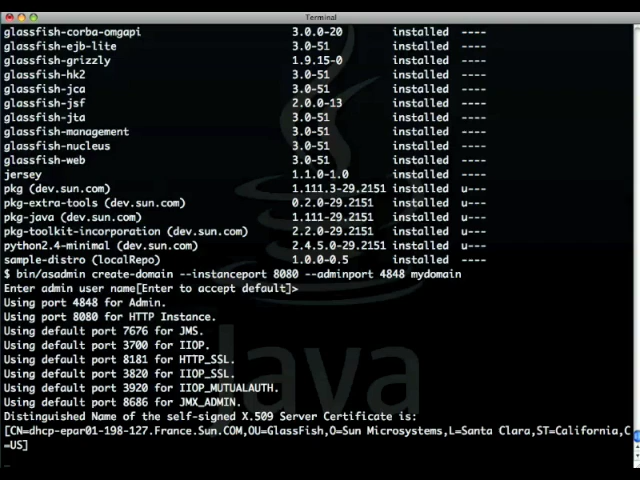 Terminal
glassfish-corba-omgapi 3.0.0-20 installed ----
glassfish-ejb-lite 3.0-51 installed ----
glassfish-grizzly 1.9.15-0 installed ----
glassfish-hk2 3.0-51 installed ----
glassfish-jca 3.0-51 installed ----
glassfish-jsf 2.0.0-13 installed ----
glassfish-jta 3.0-51 installed ----
glassfish-management 3.0-51 installed ----
glassfish-nucleus 3.0-51 installed ----
glassfish-web 3.0-51 installed ----
jersey 1.1.0-1.0 installed ----
pkg (dev.sun.com) 1.111.3-29.2151 installed u---
pkg-extra-tools (dev.sun.com) 0.2.0-29.2151 installed u---
pkg-java (dev.sun.com) 1.111-29.2151 installed u---
pkg-toolkit-incorporation (dev.sun.com) 2.2.0-29.2151 installed u---
python2.4-minimal (dev.sun.com) 2.4.5.0-29.2151 installed u---
sample-distro (localRepo) 1.0.0-0.5 installed ----
$ bin/asadmin create-domain --instanceport 8080 --adminport 4848 mydomain
Enter admin user name[Enter to accept default]>
Using port 4848 for Admin.
Using port 8080 for HTTP Instance.
Using default port 7676 for JMS.
Using default port 3700 for IIOP.
Using default port 8181 for HTTP_SSL.
Using default port 3820 for IIOP_SSL.
Using default port 3920 for IIOP_MUTUALAUTH.
Using default port 8686 for JMX_ADMIN.
Distinguished Name of the self-signed X.509 Server Certificate is:
[CN=dhcp-epar01-198-127.France.Sun.COM,OU=GlassFish,O=Sun Microsystems,L=Santa Clara,ST=California,C
=US]
Java